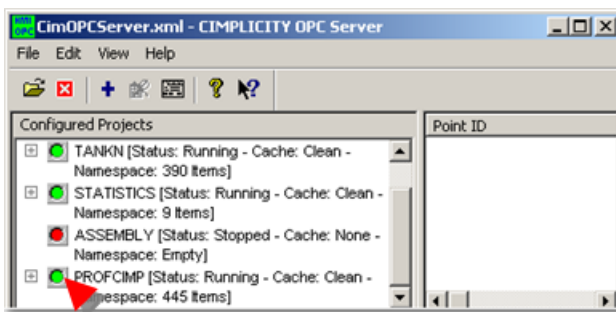 CimOPCServer.xml - CIMPLICITY OPC Server
File Edit View Help
Configured Projects
Point ID
TANKN [Status: Running - Cache: Clean -
Namespace: 390 Items]
STATISTICS [Status: Running - Cache: Clean -
Namespace: 9 Items]
ASSEMBLY [Status: Stopped - Cache: None -
Namespace: Empty]
PROFCIMP [Status: Running - Cache: Clean -
445 Items]